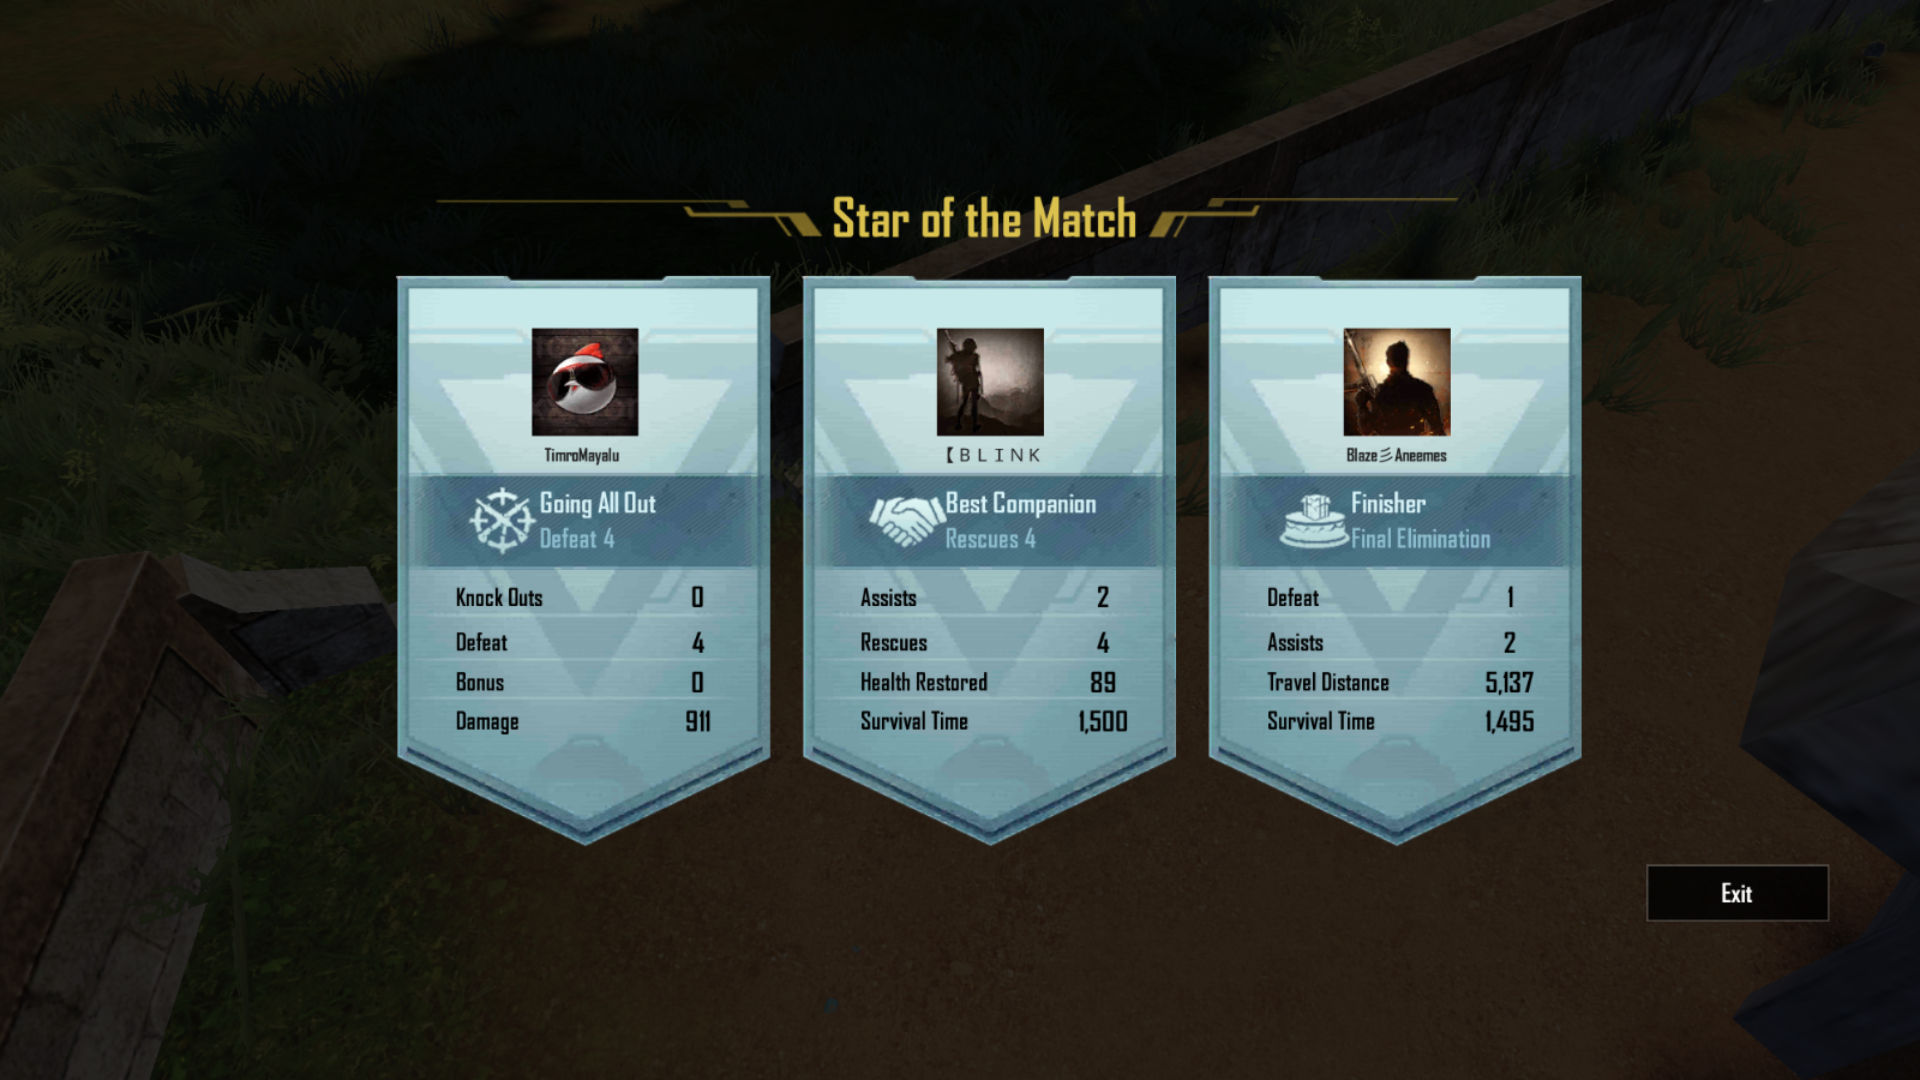 Star of the Match
TimroMayalu
Going All Out
Defeat 4
Knock Outs 0
Defeat 4
Bonus 0
Damage 911
【B L I N K
Best Companion
Rescues 4
Assists 2
Rescues 4
Health Restored 89
Survival Time 1,500
Blaze彡Aneemes
Finisher
Final Elimination
Defeat 1
Assists 2
Travel Distance 5,137
Survival Time 1,495
Exit